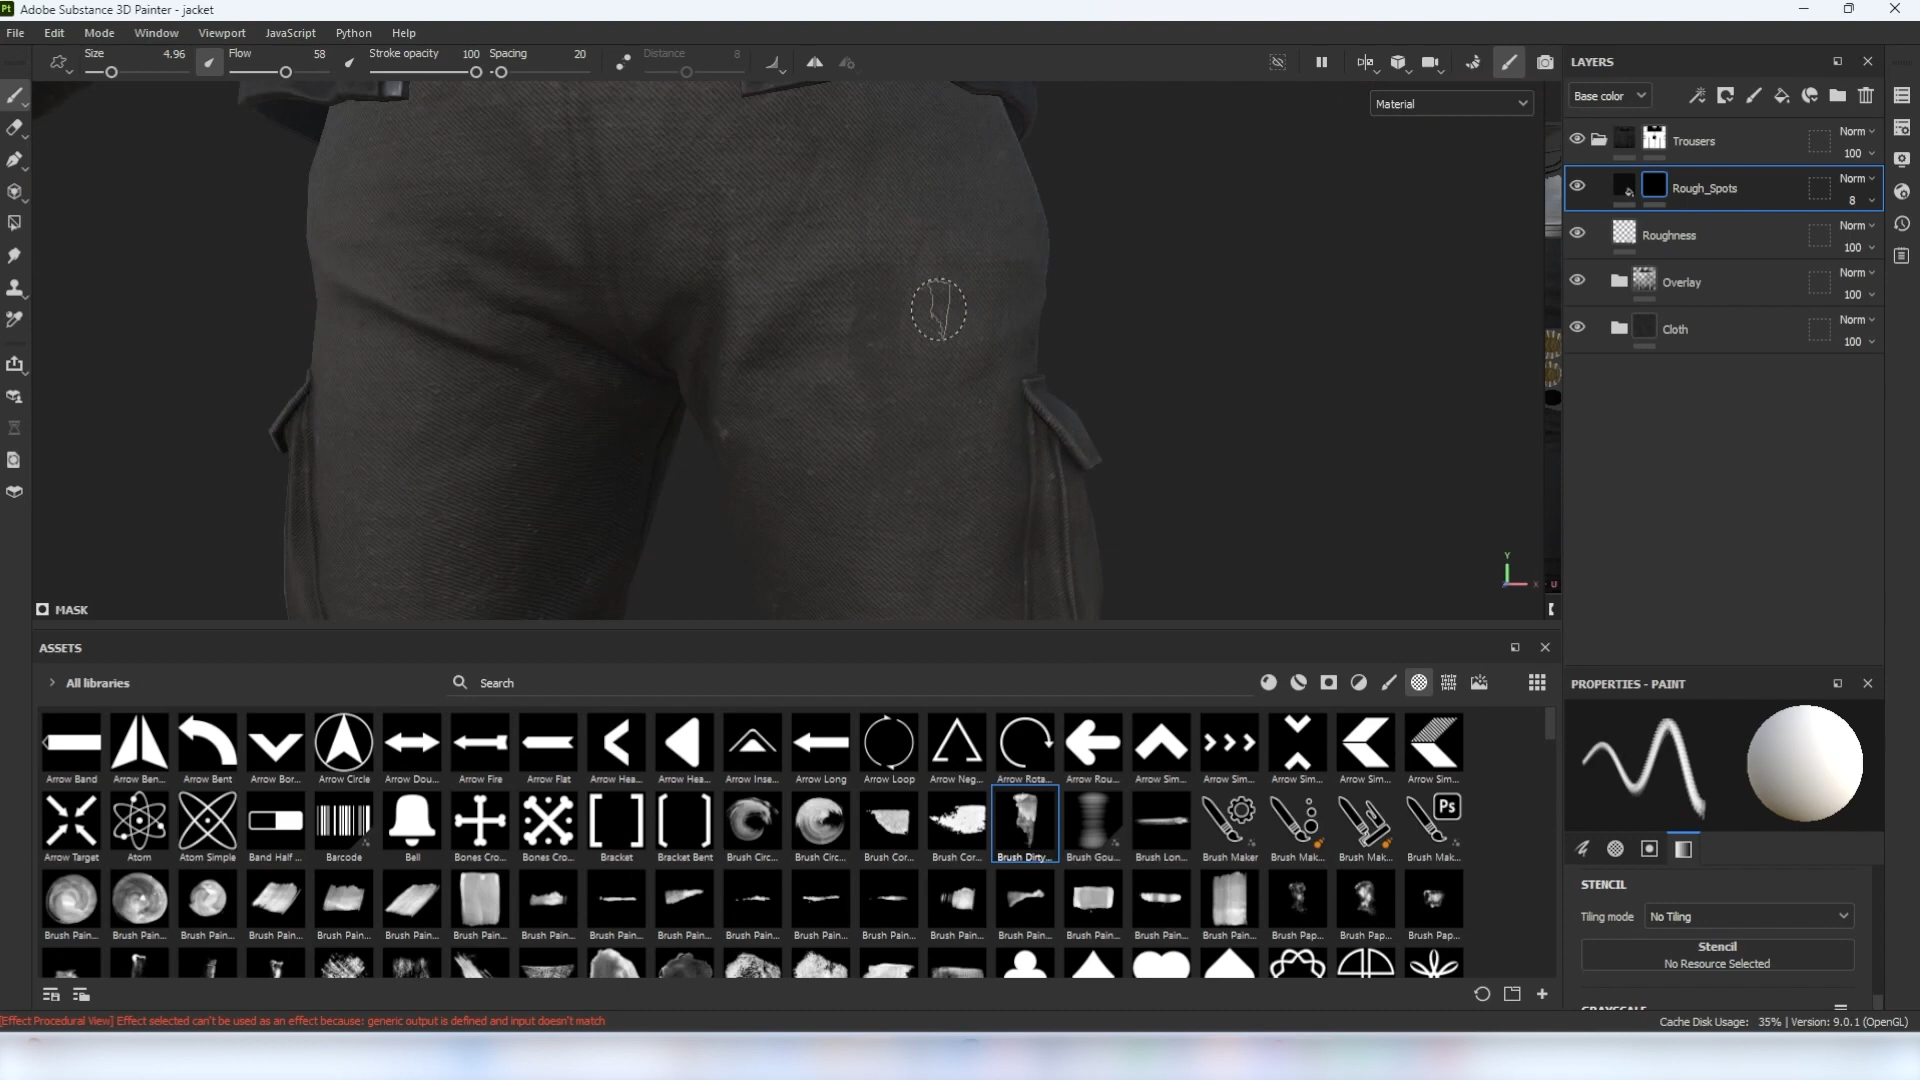 Pt Adobe Substance 3D Painter - jacket
File Edit Mode Window Viewport JavaScript Python Help
Size 4.96 Flow 58 Stroke opacity 100 Spacing 20 Distance 8
Material
MASK
Y
X
U
LAYERS
Base color
Trousers Norm 100
Rough_Spots Norm 8
Roughness Norm 100
Overlay Norm 100
Cloth Norm 100
ASSETS
All libraries
Search
Arrow Band Arrow Ben... Arrow Bent Arrow Bor... Arrow Circle Arrow Dou... Arrow Fire Arrow Flat Arrow Hea... Arrow Hea... Arrow Inse... Arrow Long Arrow Loop Arrow Neg... Arrow Rota... Arrow Rou... Arrow Sim... Arrow Sim... Arrow Sim... Arrow Sim... Arrow Sim...
Ps
Arrow Target Atom Atom Simple Band Half ... Barcode Bell Bones Cro... Bones Cro... Bracket Bracket Bent Brush Circ... Brush Circ... Brush Cor... Brush Cor... Brush Dirty... Brush Gou... Brush Lon... Brush Maker Brush Mak... Brush Mak... Brush Mak...
Brush Pain... Brush Pain... Brush Pain... Brush Pain... Brush Pain... Brush Pain... Brush Pain... Brush Pain... Brush Pain... Brush Pain... Brush Pain... Brush Pain... Brush Pain... Brush Pain... Brush Pain... Brush Pain... Brush Pain... Brush Pain... Brush Pap... Brush Pap... Brush Pap...
PROPERTIES - PAINT
STENCIL
Tiling mode No Tiling
Stencil
No Resource Selected
GRAYSCALE
[Effect Procedural View] Effect selected can't be used as an effect because: generic output is defined and input doesn't match
Cache Disk Usage: 35% | Version: 9.0.1 (OpenGL)